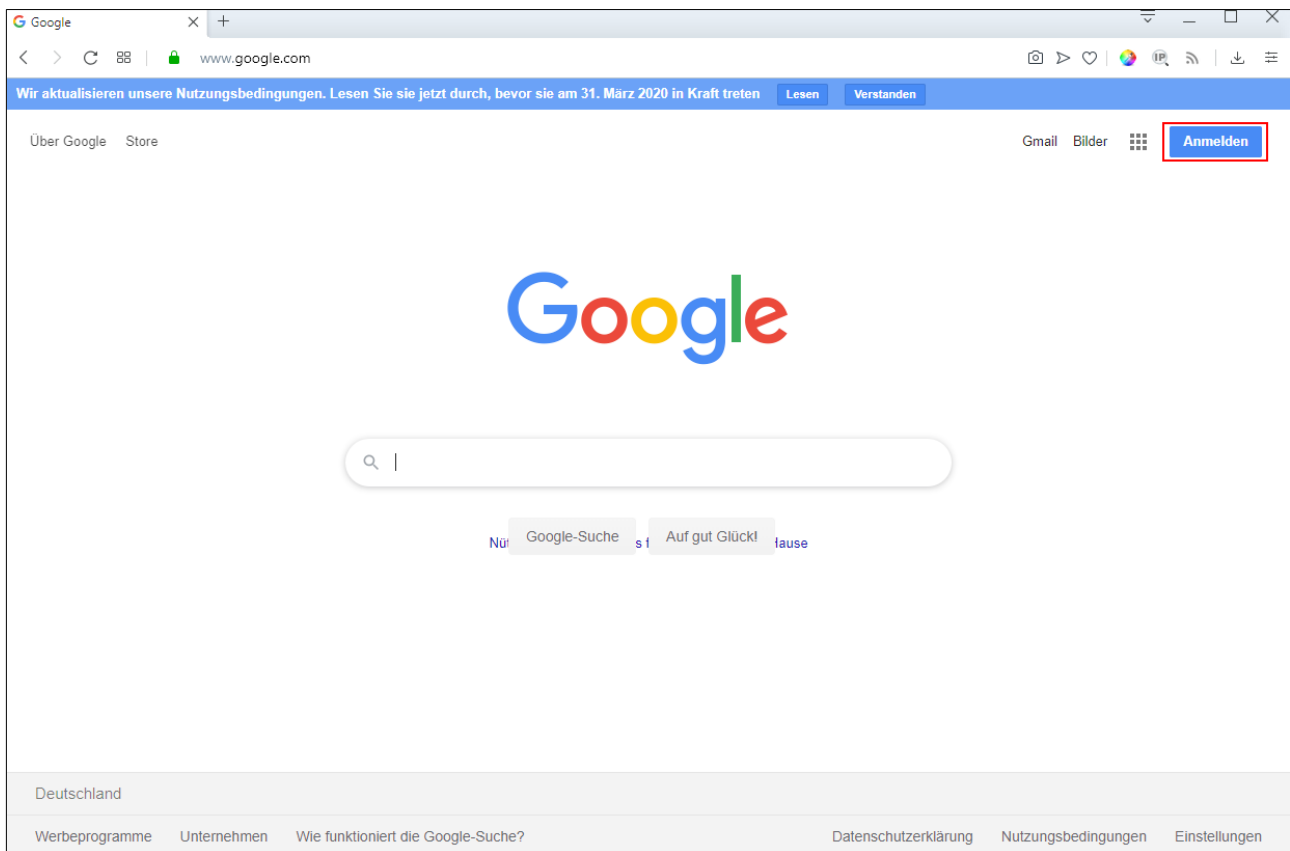 Google
www.google.com
IP
Wir aktualisieren unsere Nutzungsbedingungen. Lesen Sie sie jetzt durch, bevor sie am 31. März 2020 in Kraft treten Lesen Verstanden
Über Google Store Gmail Bilder Anmelden
Google
Google-Suche Auf gut Glück!
Deutschland
Werbeprogramme Unternehmen Wie funktioniert die Google-Suche? Datenschutzerklärung Nutzungsbedingungen Einstellungen